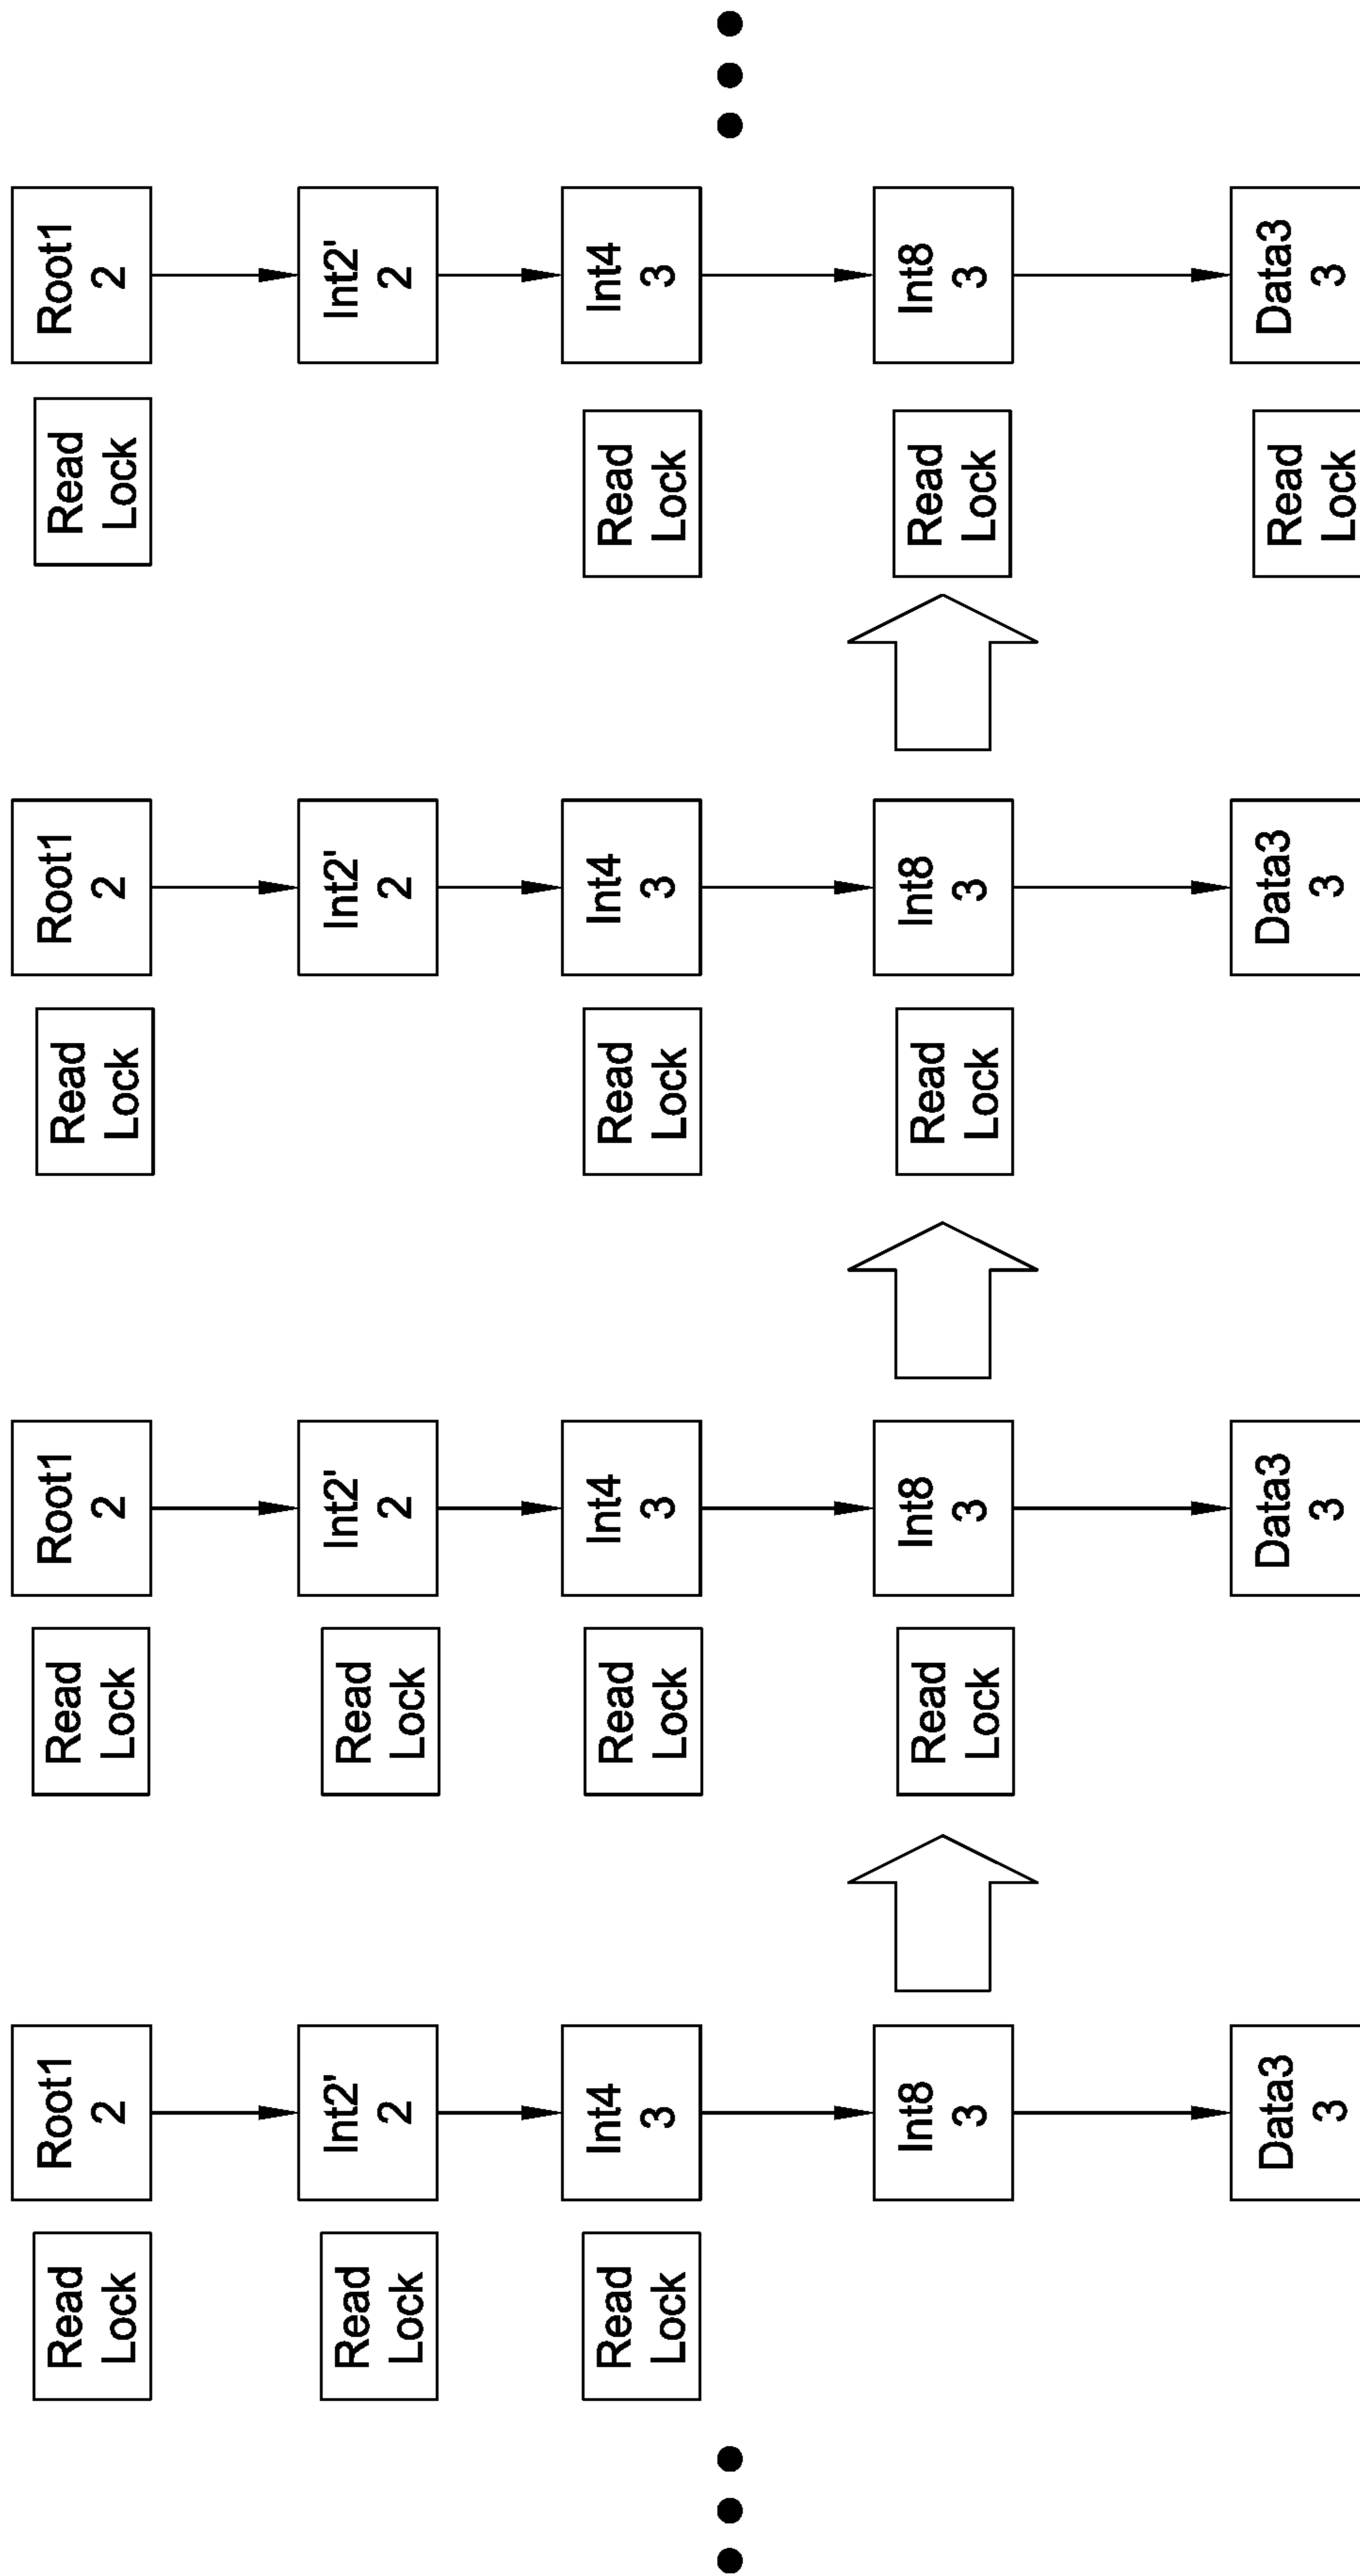 Read
Lock
Root1
2
Read
Lock
Int2'
2
Read
Lock
Int4
3
Int8
3
Data3
3
Read
Lock
Root1
2
Read
Lock
Int2'
2
Read
Lock
Int4
3
Read
Lock
Int8
3
Data3
3
Read
Lock
Root1
2
Int2'
2
Read
Lock
Int4
3
Read
Lock
Int8
3
Data3
3
Read
Lock
Root1
2
Int2'
2
Read
Lock
Int4
3
Read
Lock
Int8
3
Read
Lock
Data3
3